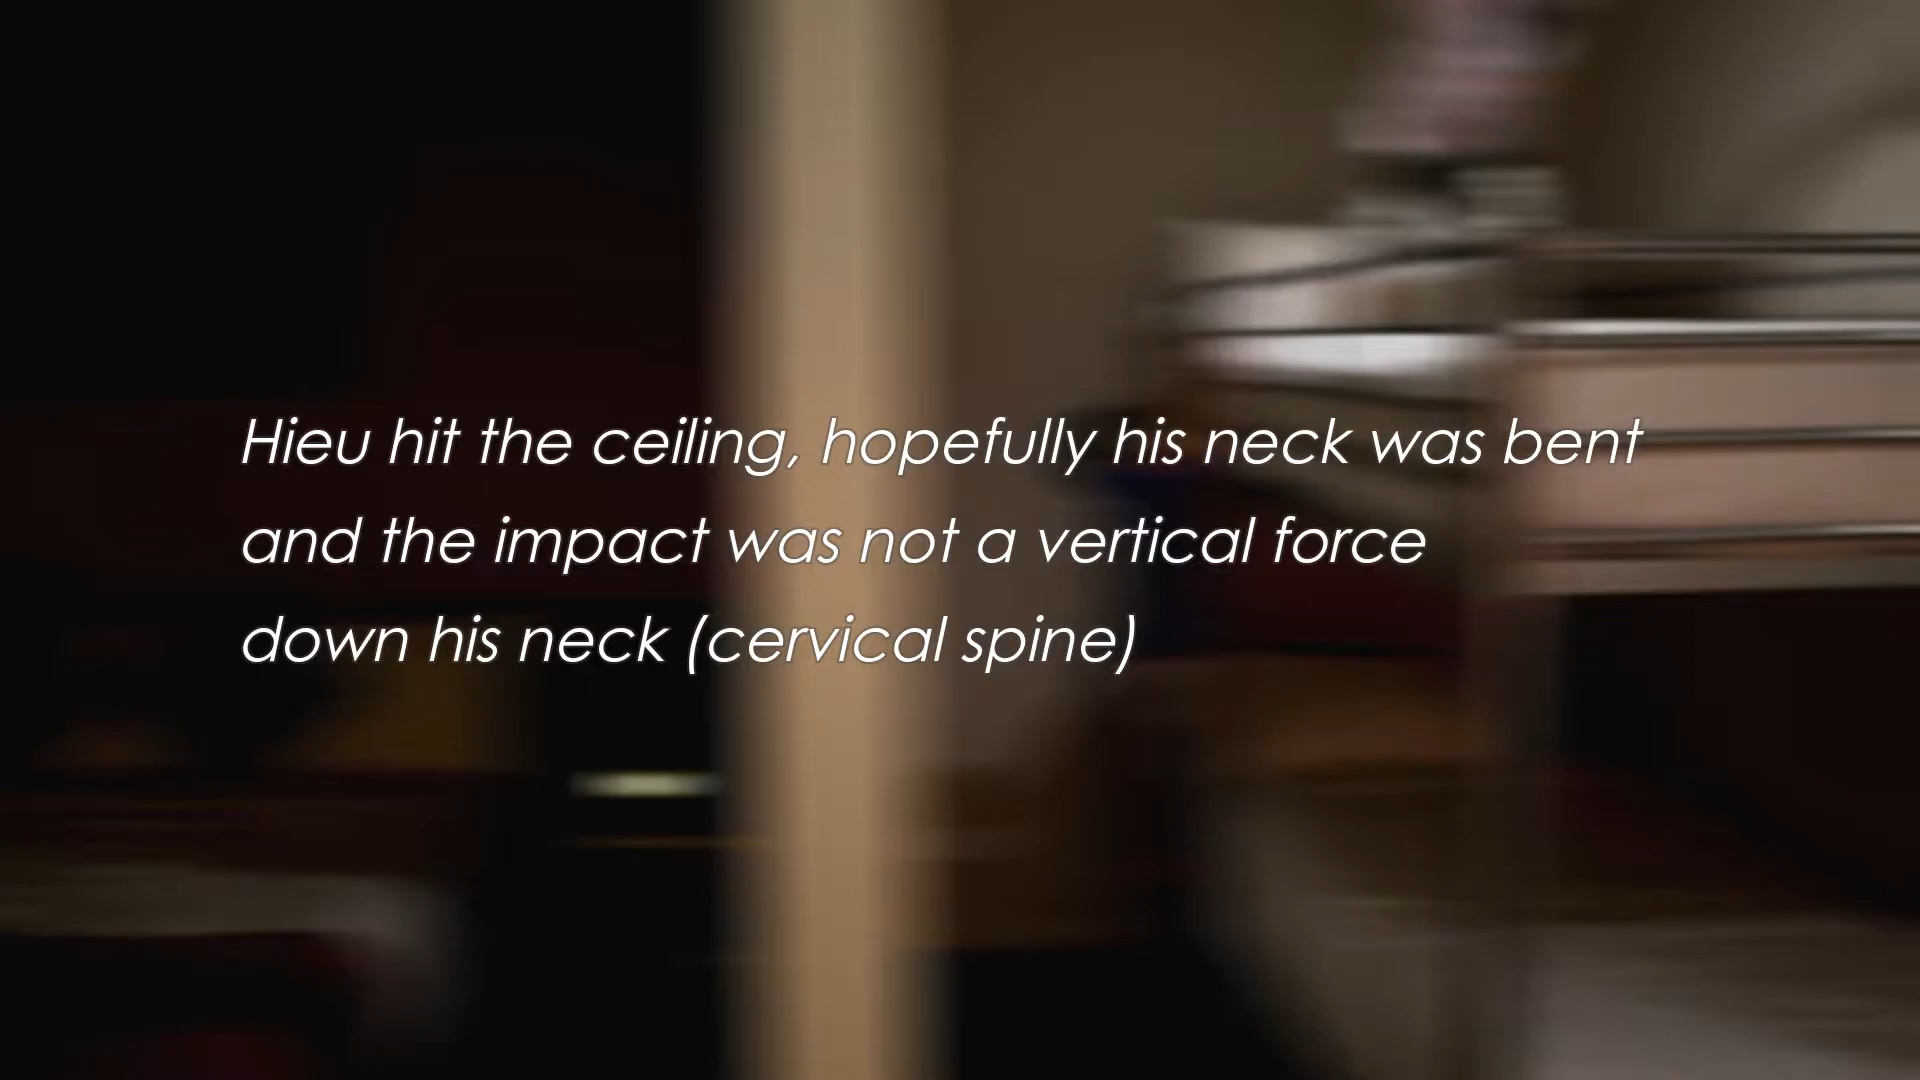 Hieu hit the ceiling, hopefully his neck was bent
and the impact was not a vertical force
down his neck (cervical spine)